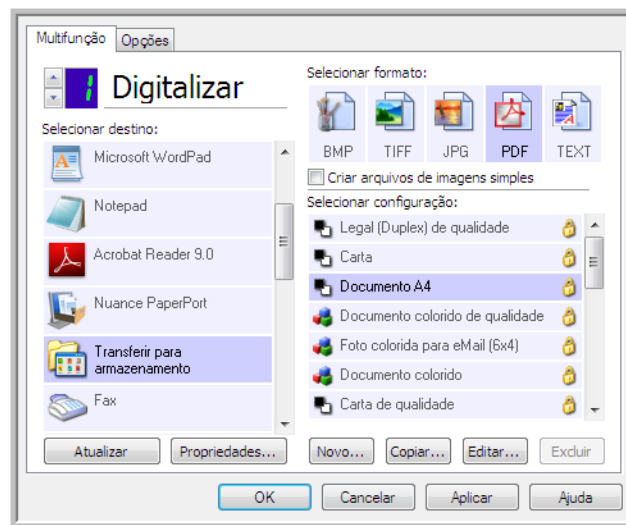 Multifunção
Opções
1
Digitalizar
Selecionar destino:
Microsoft WordPad
Notepad
Acrobat Reader 9.0
Nuance PaperPort
Transferir para
armazenamento
Fax
Atualizar
Propriedades...
Selecionar formato:
BMP
TIFF
JPG
PDF
TEXT
Criar arquivos de imagens simples
Selecionar configuração:
Legal (Duplex) de qualidade
Carta
Documento A4
Documento colorido de qualidade
Foto colorida para eMail (6x4)
Documento colorido
Carta de qualidade
Novo...
Copiar...
Editar...
Excluir
OK
Cancelar
Aplicar
Ajuda